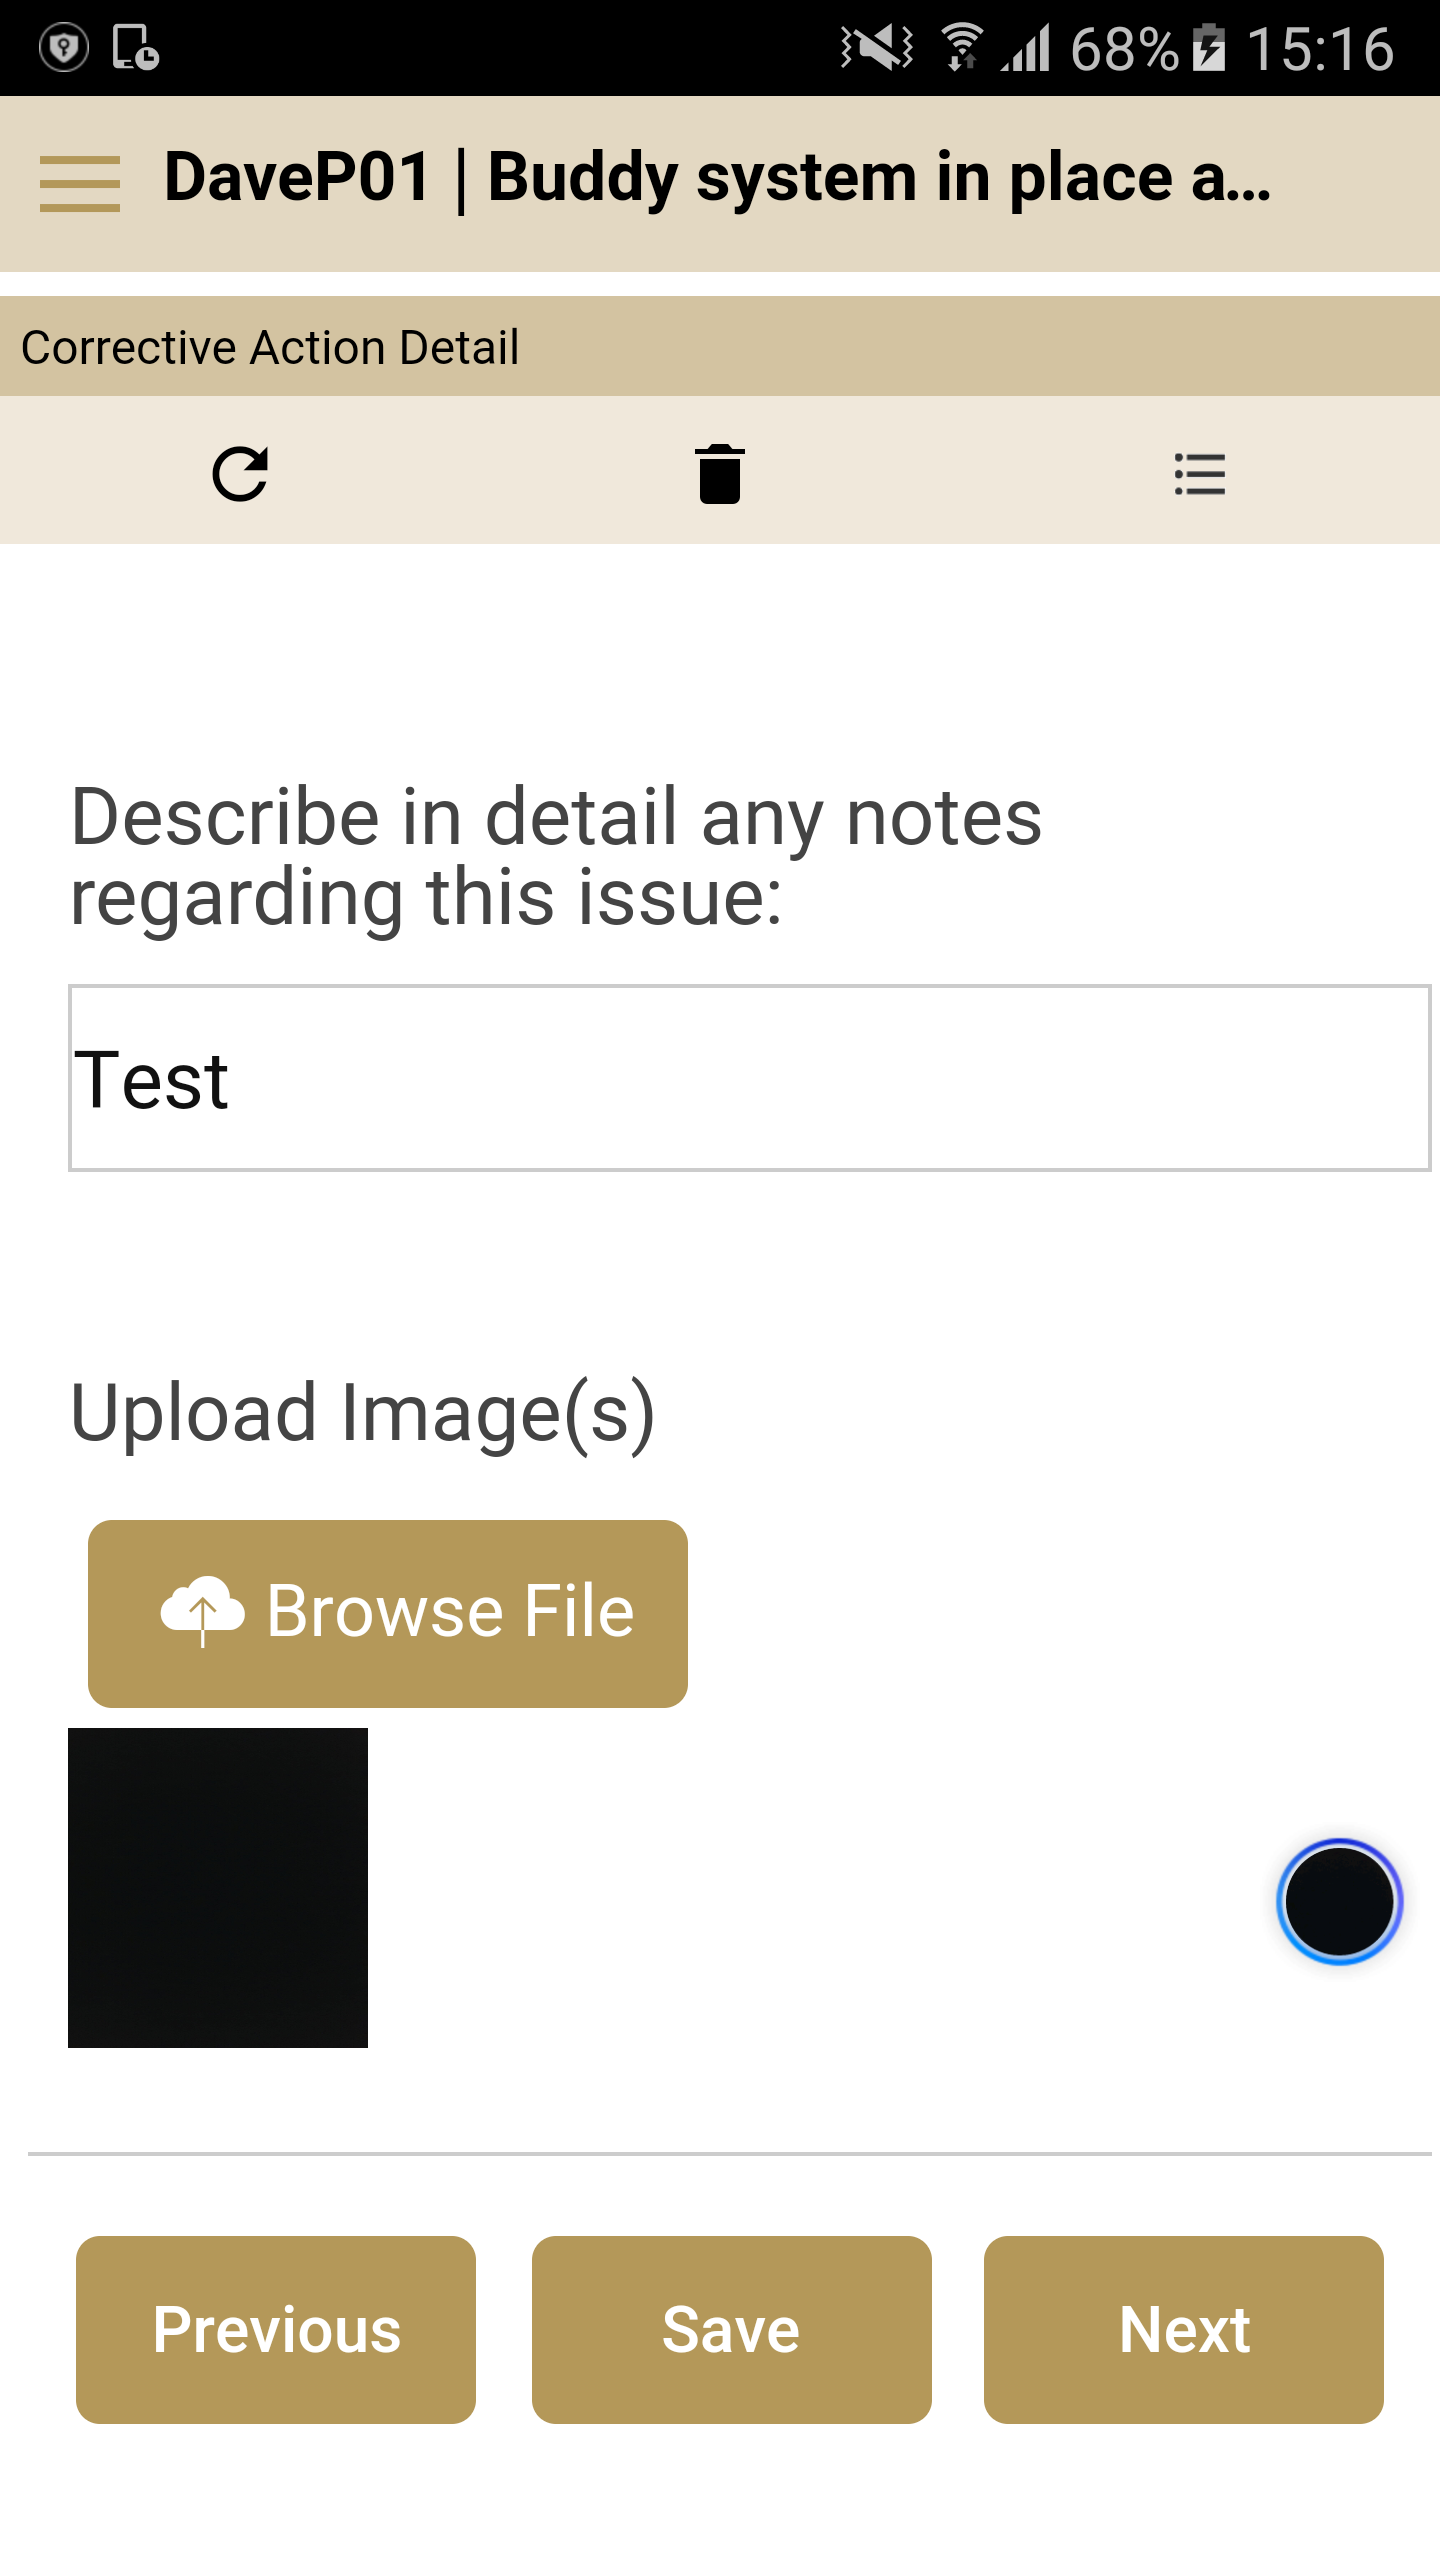 68% 15:16
DaveP01 | Buddy system in place a...
Corrective Action Detail
Describe in detail any notes
regarding this issue:
Test
Upload Image(s)
Browse File
Previous Save Next